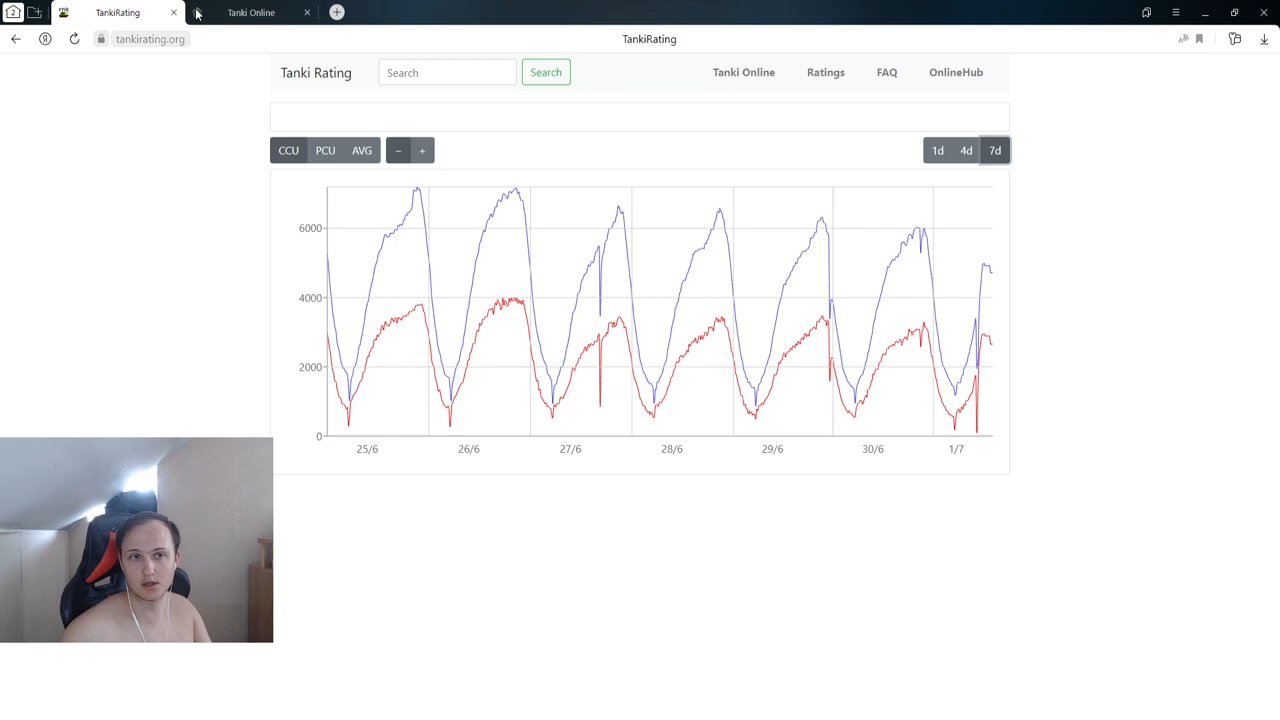 TankiRating
Tanki Online
tankirating.org
TankiRating
Tanki Rating
Search
Search
Tanki Online
Ratings
FAQ
OnlineHub
CCU
PCU
AVG
−
+
1d
4d
7d
6000
4000
2000
0
25/6
26/6
27/6
28/6
29/6
30/6
1/7